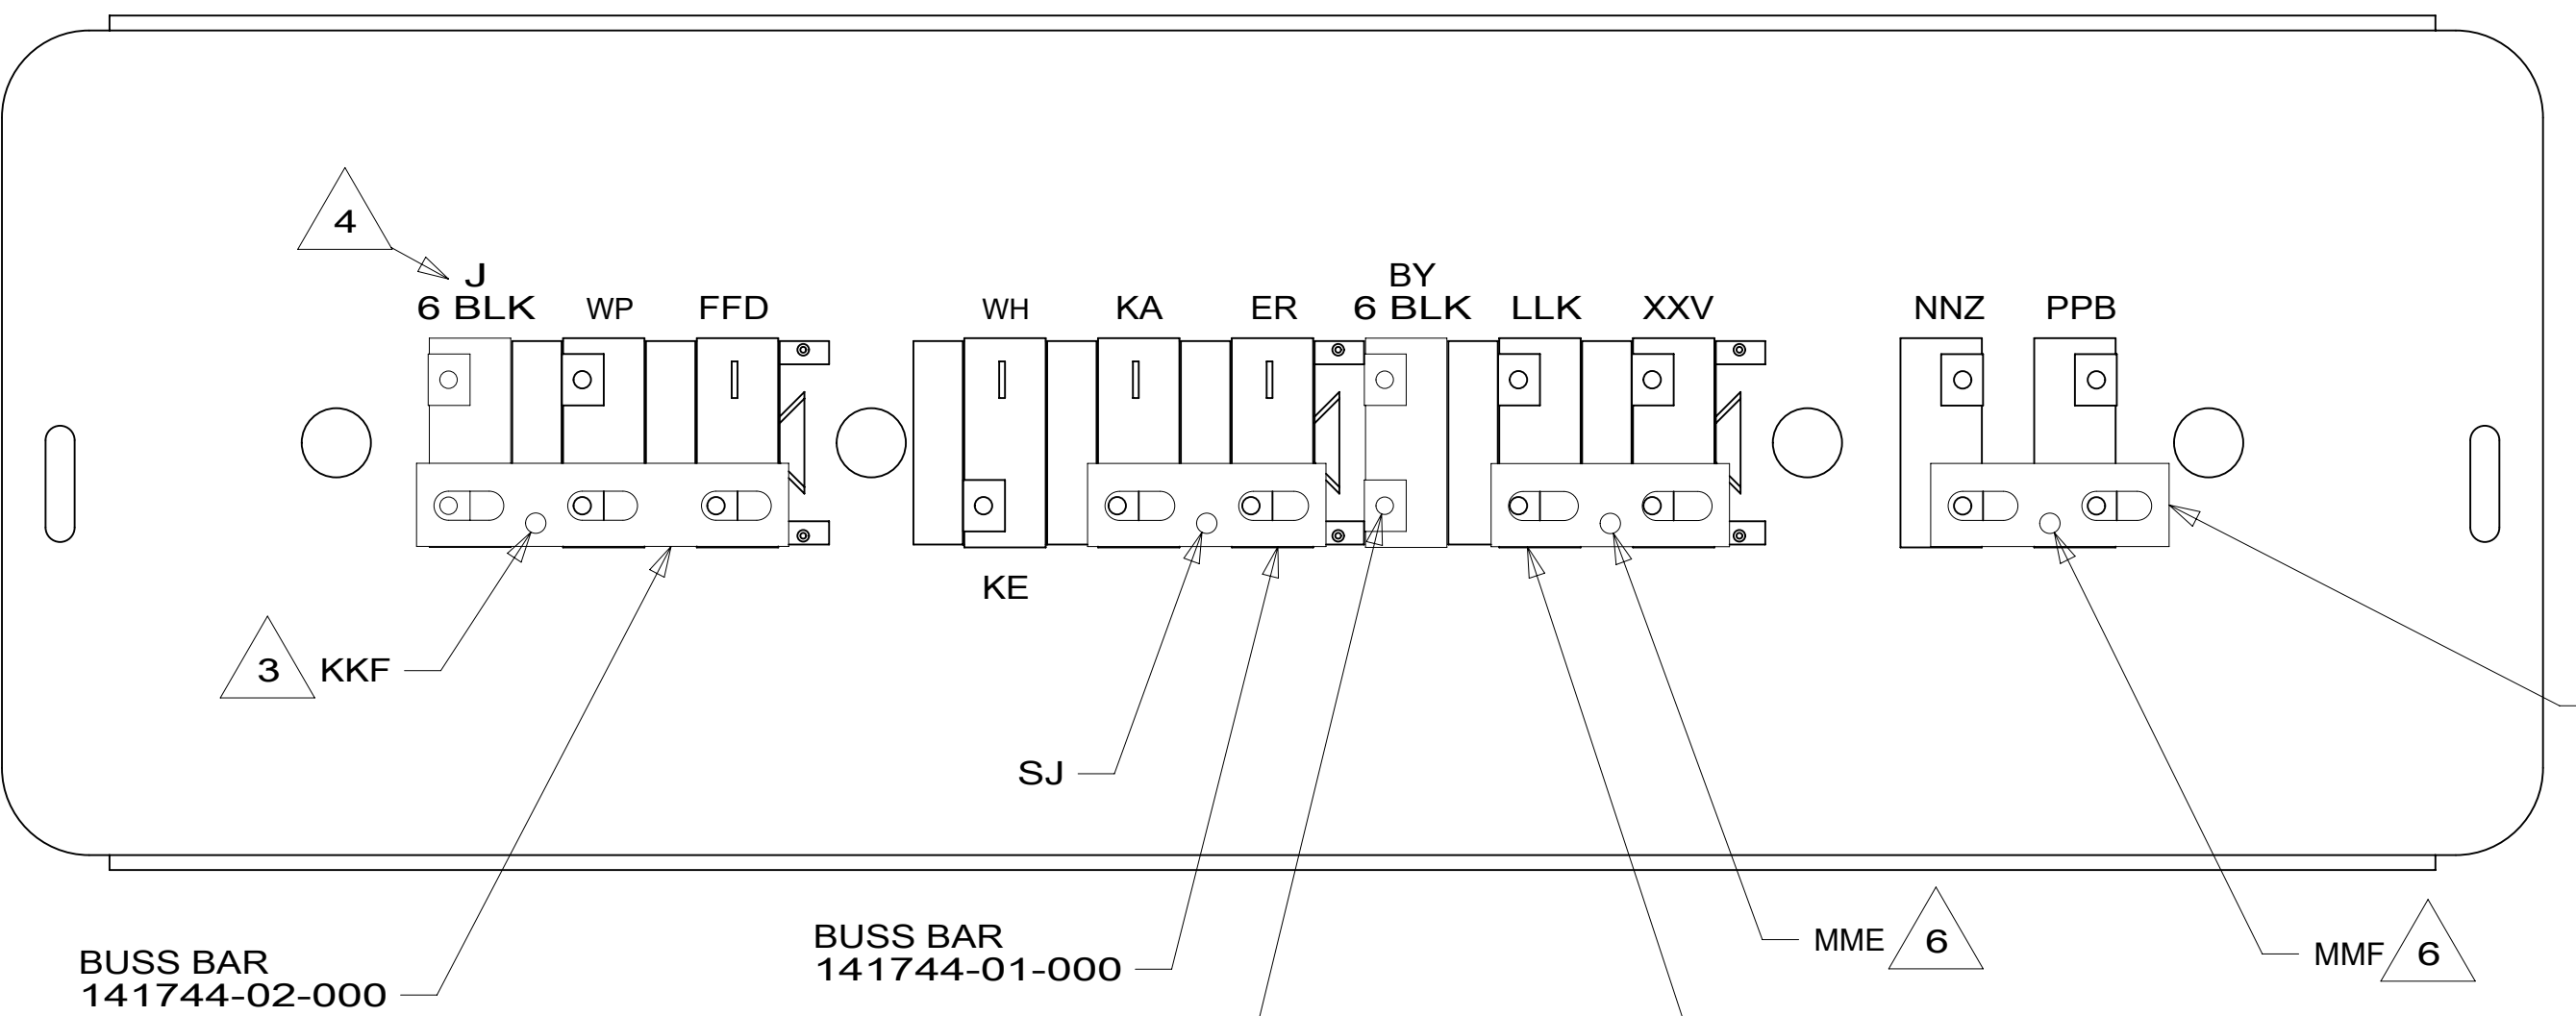 4
J
6 BLK
WP
FFD
WH
KA
ER
BY
6 BLK
LLK
XXV
NNZ
PPB
KE
3
KKF
SJ
BUSS BAR
141744-02-000
BUSS BAR
141744-01-000
MME
6
MMF
6